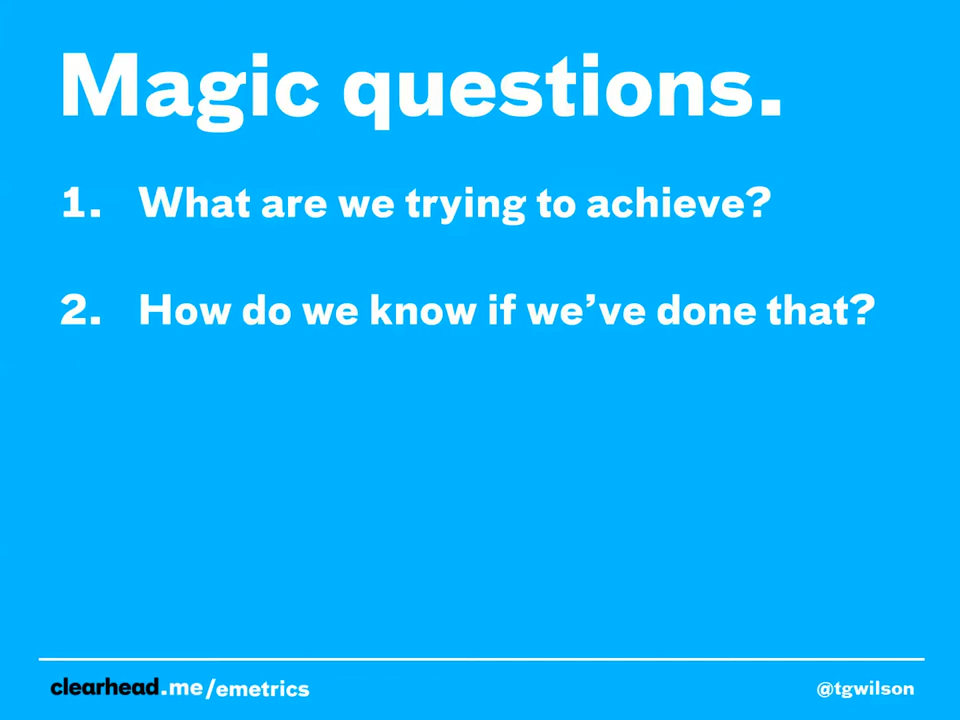 Magic questions.
1. What are we trying to achieve?
2. How do we know if we’ve done that?
clearhead.me/emetrics
@tgwilson